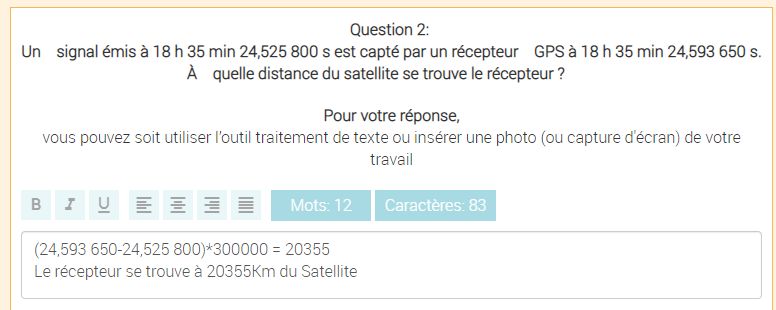 Question 2:
Un signal émis à 18 h 35 min 24,525 800 s est capté par un récepteur GPS à 18 h 35 min 24,593 650 s.
À quelle distance du satellite se trouve le récepteur ?
Pour votre réponse,
vous pouvez soit utiliser l'outil traitement de texte ou insérer une photo (ou capture d'écran) de votre
travail
B I U Mots: 12 Caractères: 83
(24,593 650-24,525 800)*300000 = 20355
Le récepteur se trouve à 20355Km du Satellite